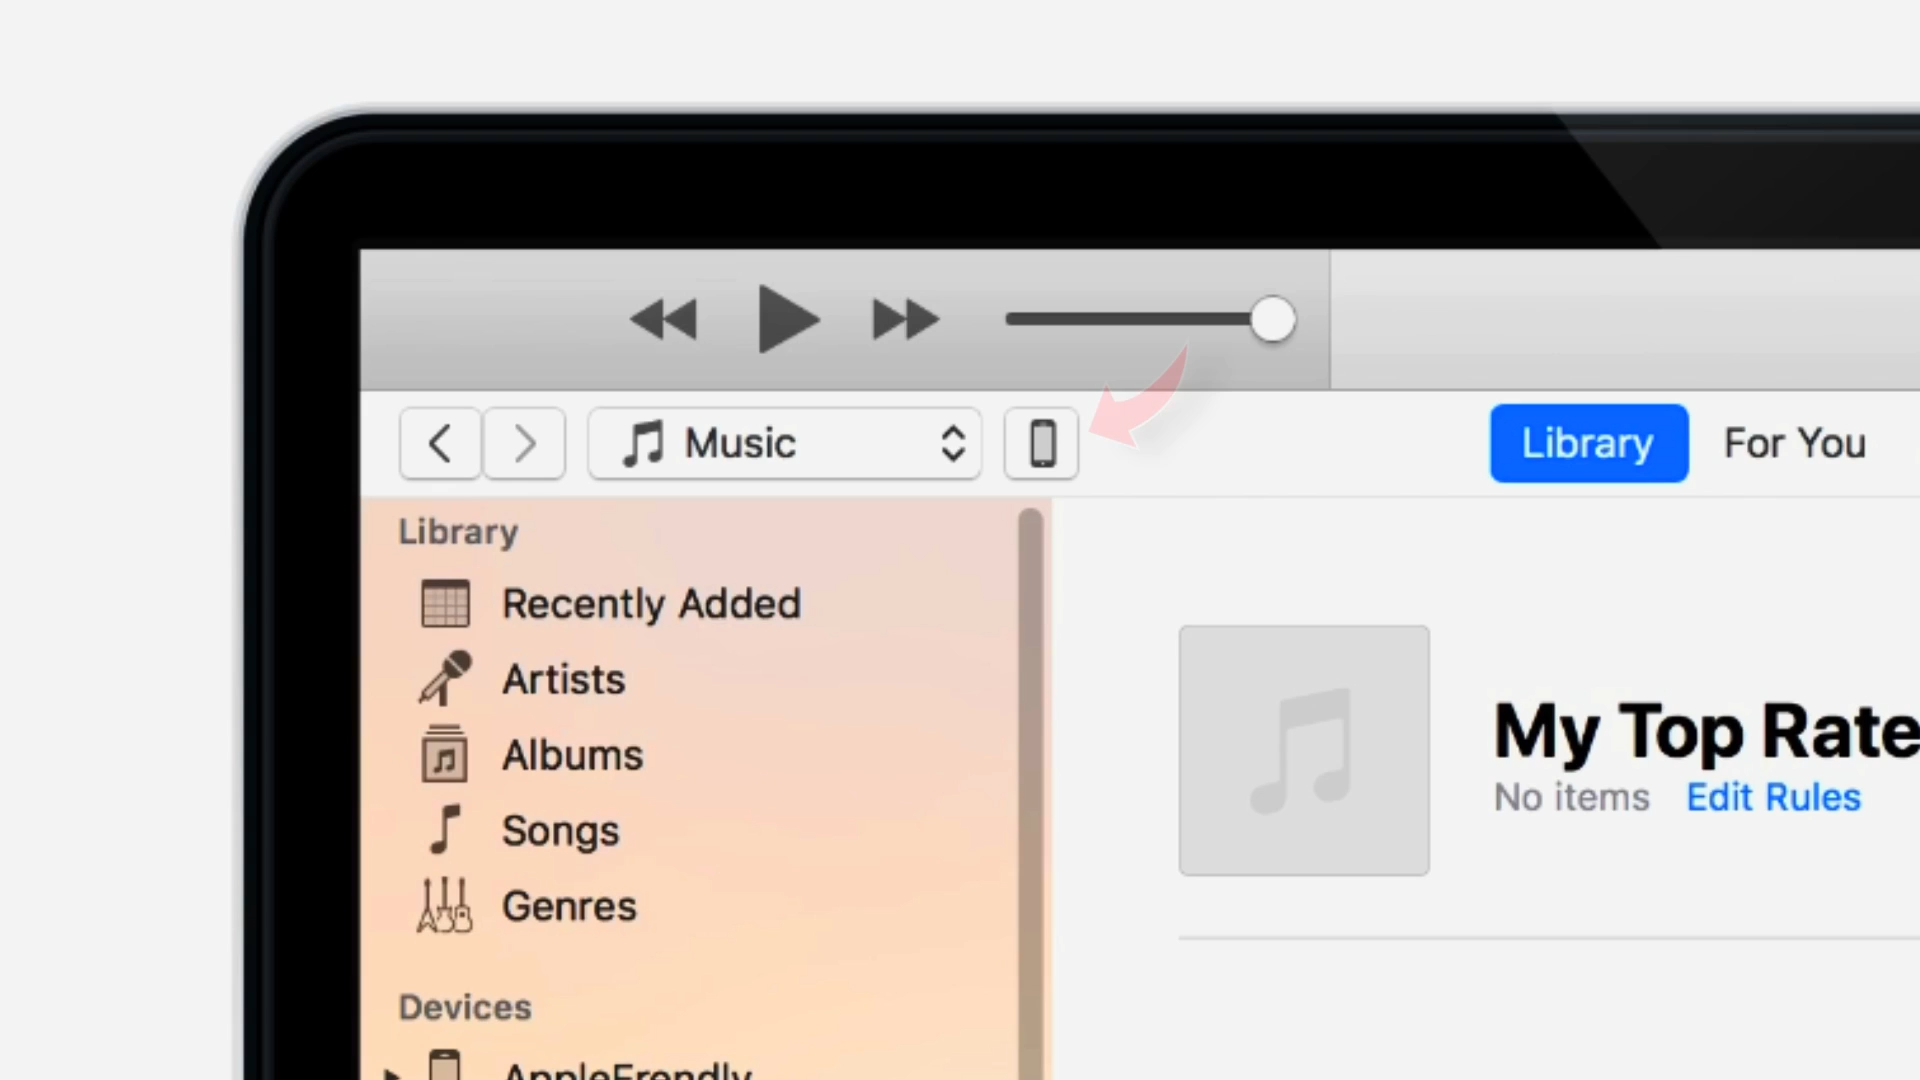 Music
Library For You
Library
Recently Added
Artists
Albums
Songs
Genres
My Top Rate
No items Edit Rules
Devices
AppleFrendly